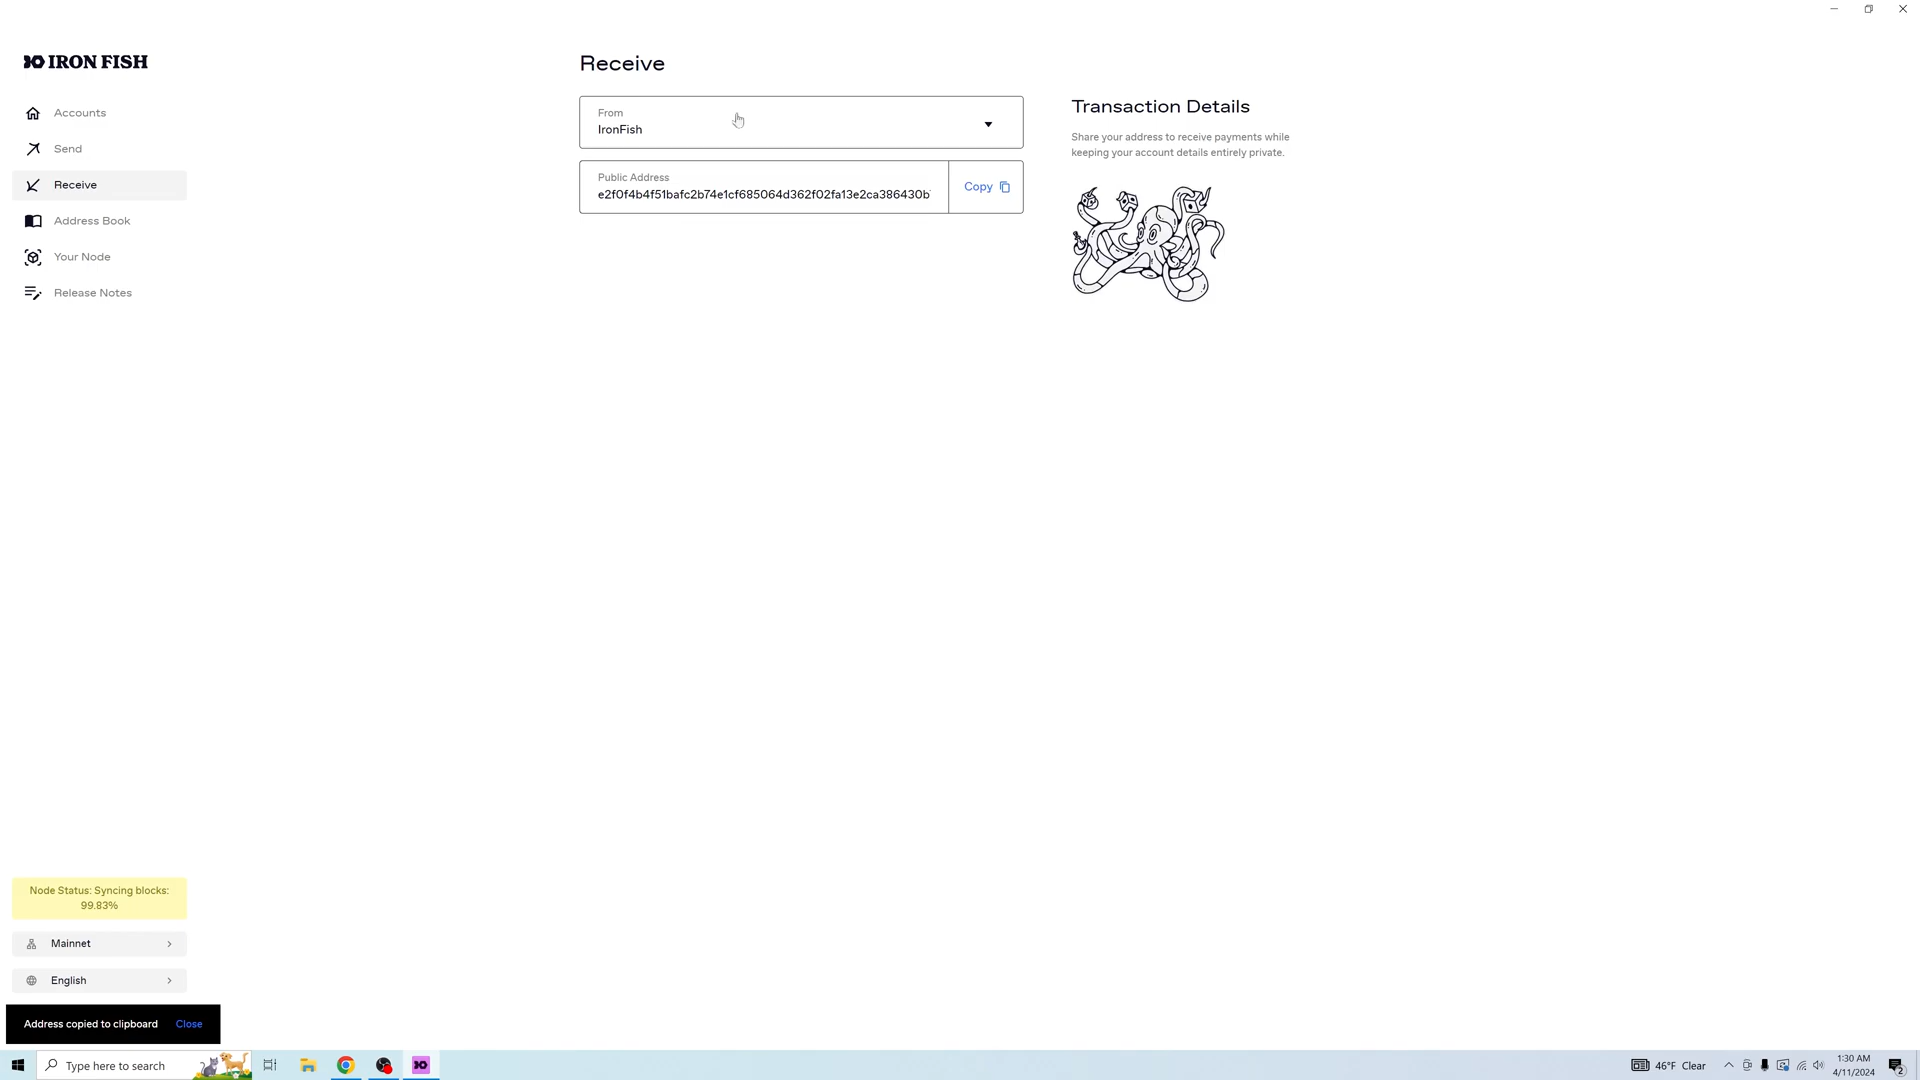 IRON FISH
Accounts
Send
Receive
Address Book
Your Node
Release Notes
Receive
From
IronFish
Public Address
e2f0f4b4f51bafc2b74e1cf685064d362f02fa13e2ca386430b
Copy
Transaction Details
Share your address to receive payments while
keeping your account details entirely private.
Node Status: Syncing blocks:
99.83%
Mainnet
English
Address copied to clipboard Close
Type here to search
46°F Clear
1:30 AM
4/11/2024
2